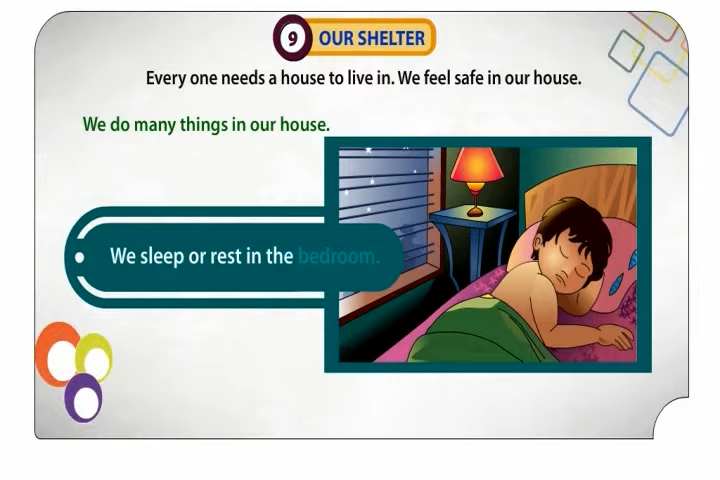 9 OUR SHELTER
Every one needs a house to live in. We feel safe in our house.
We do many things in our house.
We sleep or rest in the bedroom.